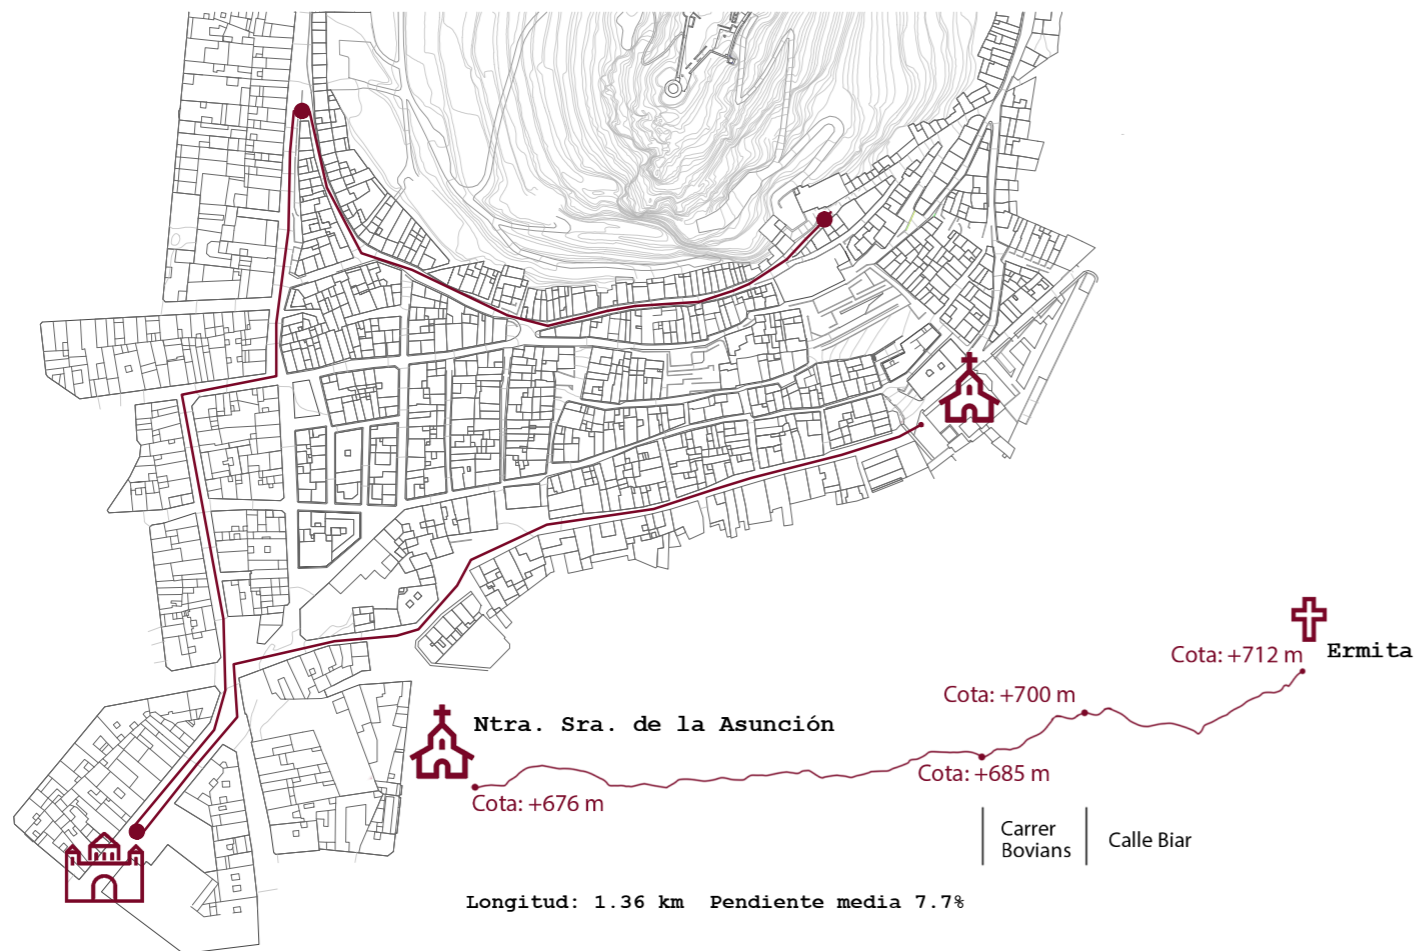 Cota: +712 m
Ermita
Cota: +700 m
Ntra. Sra. de la Asunción
Cota: +685 m
Cota: +676 m
Carrer
Bovians
Calle Biar
Longitud: 1.36 km Pendiente media 7.7%